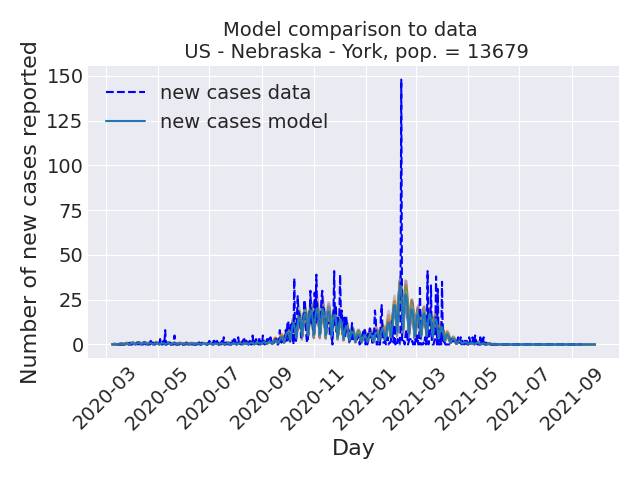 Model comparison to data
US - Nebraska - York, pop. = 13679
Number of new cases reported
150
125
100
75
50
25
0
new cases data
new cases model
2020-03
2020-05
2020-07
2020-09
2020-11
2021-01
2021-03
2021-05
2021-07
2021-09
Day